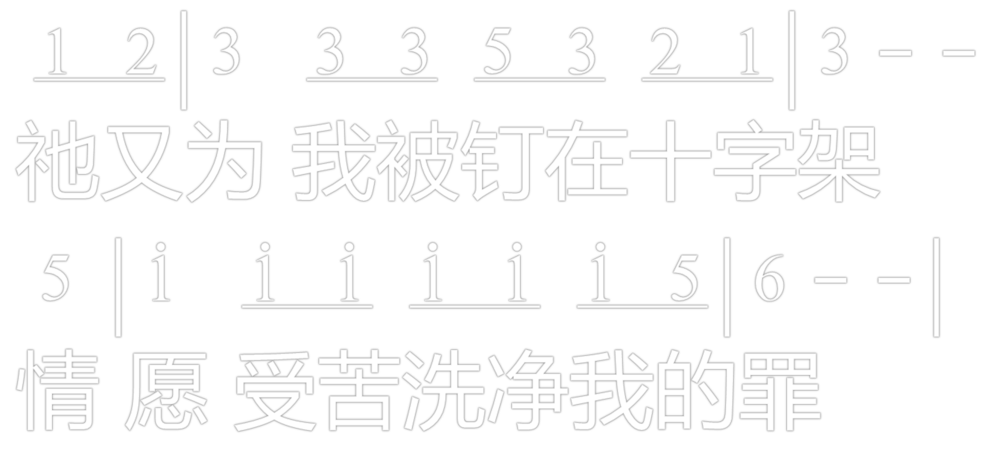 1 2 | 3 3 3 5 3 2 1 | 3 – –
祂又为 我被钉在十字架
5 | i i i i i i 5 | 6 – – |
情 愿 受苦洗净我的罪